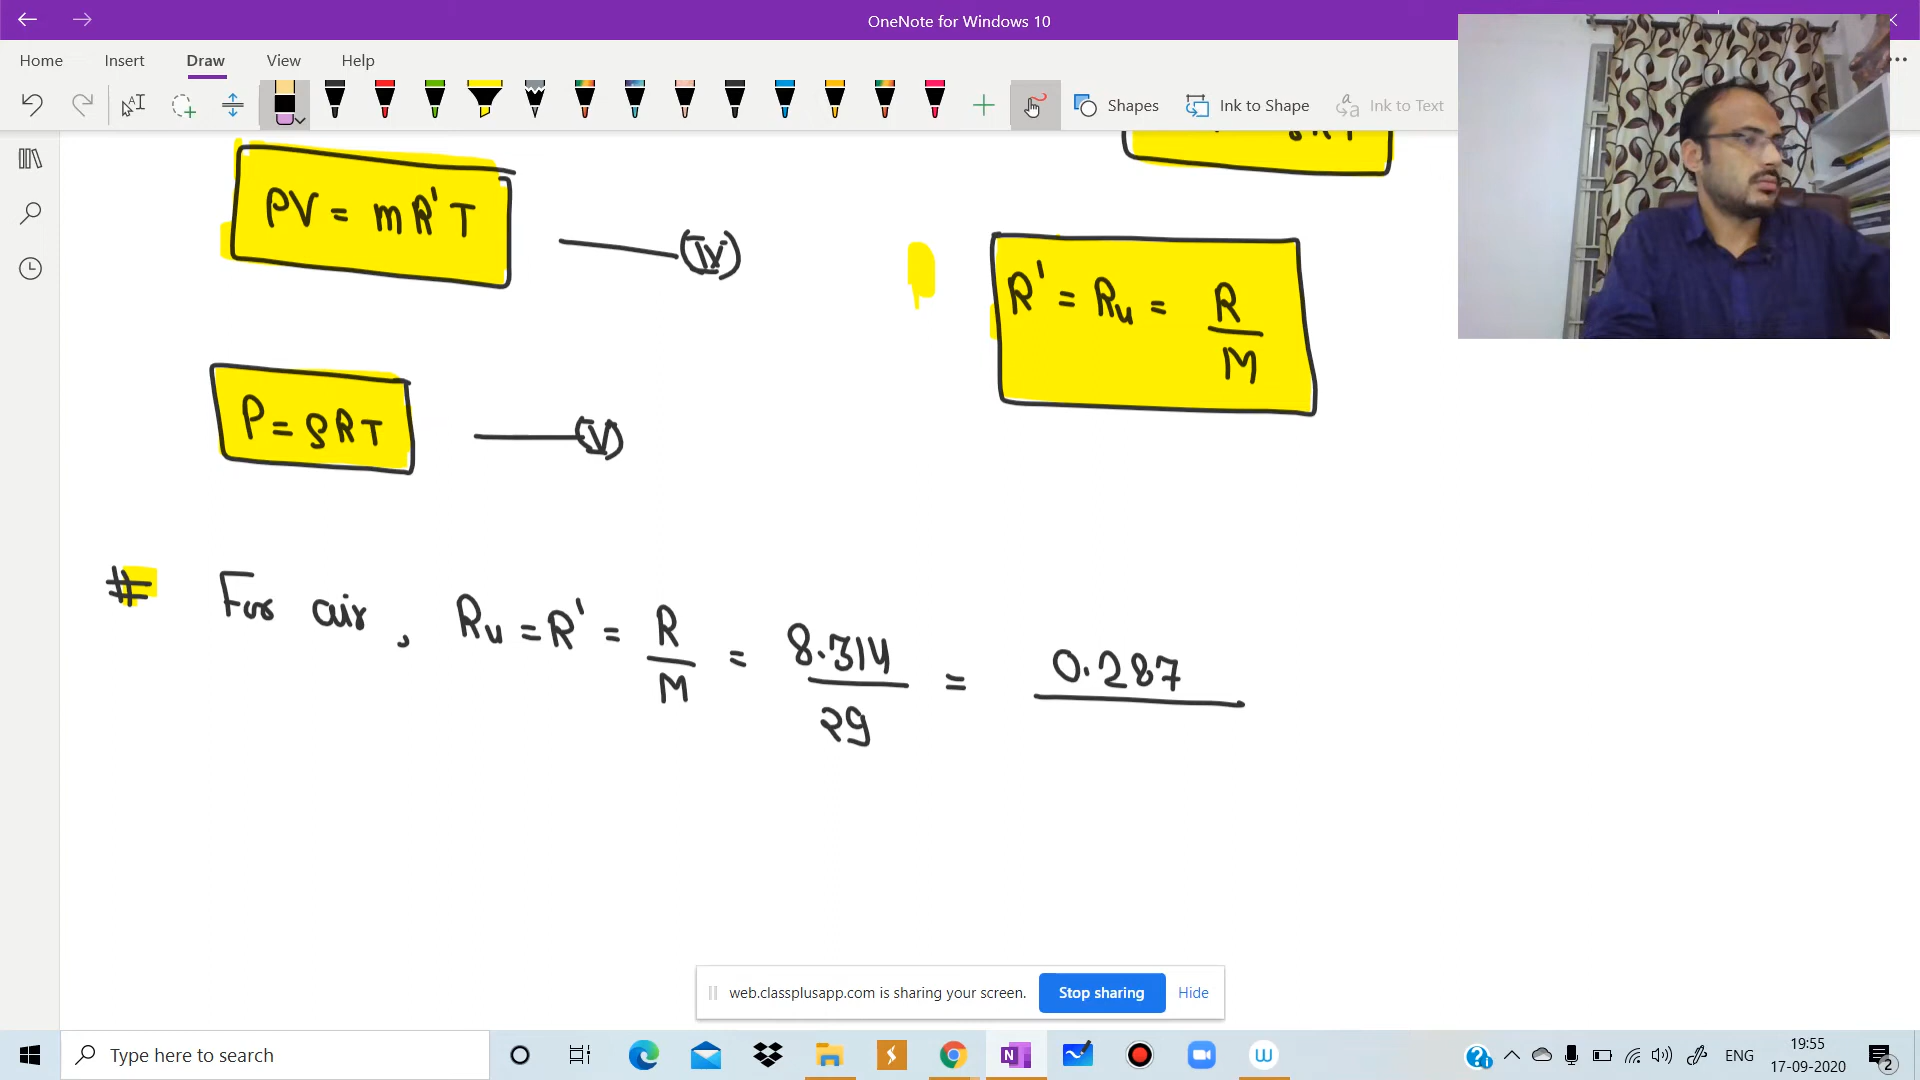 OneNote for Windows 10
Home Insert Draw View Help
Shapes Ink to Shape Ink to Text
PV = mR'T
(IV)
R' = Ru = R/M
P = ρRT
(V)
# For air, Ru = R' = R/M = 8.314/29 = 0.287
web.classplusapp.com is sharing your screen. Stop sharing Hide
Type here to search
ENG
19:55
17-09-2020
2